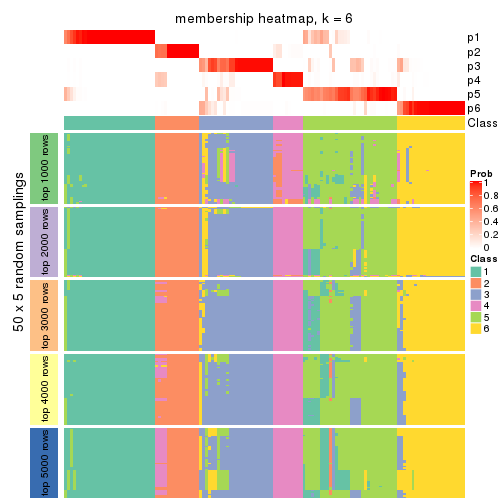 membership heatmap, k = 6
p1
p2
p3
p4
p5
p6
Class
50 x 5 random samplings
top 1000 rows
top 2000 rows
top 3000 rows
top 4000 rows
top 5000 rows
Prob
1
0.8
0.6
0.4
0.2
0
Class
1
2
3
4
5
6